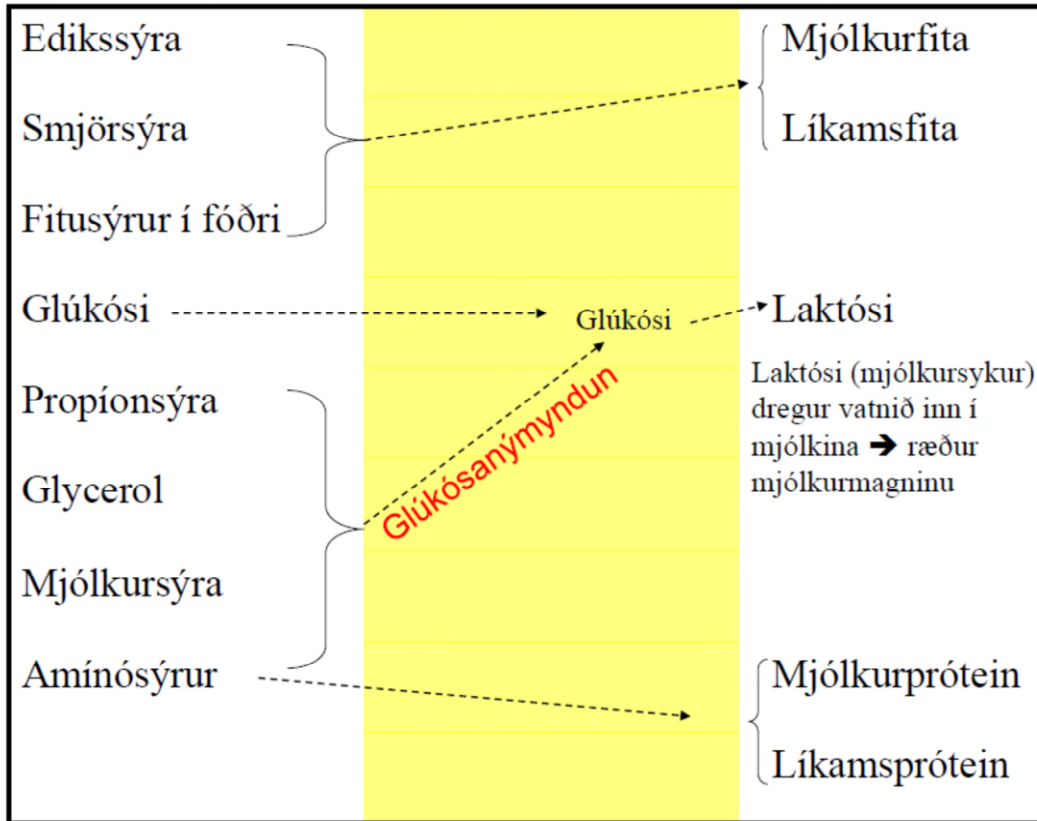 Edikssýra
Smjörsýra
Fitusýrur í fóðri
Glúkósi
Propíonsýra
Glycerol
Mjólkursýra
Amínósýrur
Glúkósi
Glúkósanýmyndun
Mjólkurfita
Líkamsfita
Laktósi
Laktósi (mjólkursykur)
dregur vatnið inn í
mjólkina ➔ ræður
mjólkurmagninu
Mjólkurprótein
Líkamsprótein